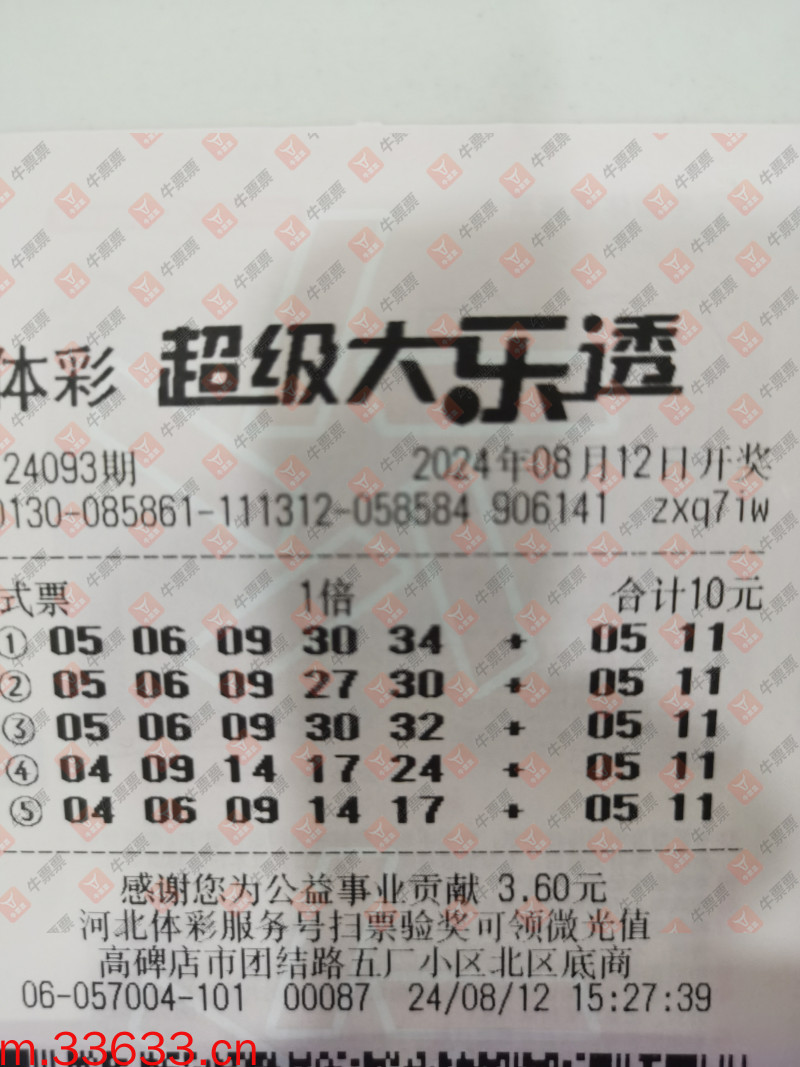 体彩 超级大乐透
24093期 2024年08月12日开奖
0130-085861-111312-058584 906141 zxq7iw
式票 1倍 合计10元
① 05 06 09 30 34 + 05 11
② 05 06 09 27 30 + 05 11
③ 05 06 09 30 32 + 05 11
④ 04 09 14 17 24 + 05 11
⑤ 04 06 09 14 17 + 05 11
感谢您为公益事业贡献 3.60元
河北体彩服务号扫票验奖可领微光值
高碑店市团结路五厂小区北区底商
06-057004-101 00087 24/08/12 15:27:39
m.33633.cn
牛票票